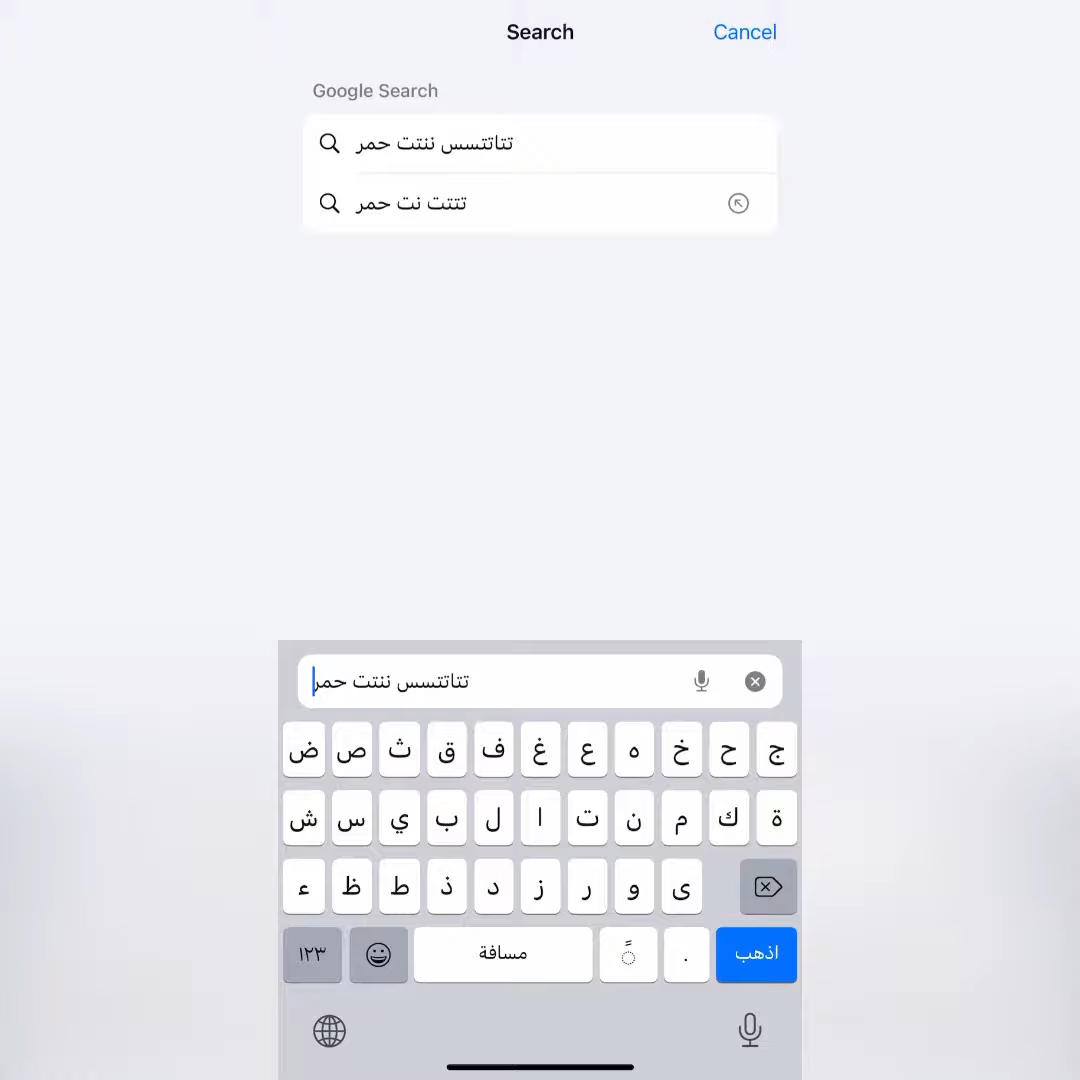 Search
Cancel
Google Search
تتاتتسس ننتت حمر
تتتت نت حمر
تتاتتسس ننتت حمر
ض ص ث ق ف غ ع ه خ ح ج
ش س ي ب ل ا ت ن م ك ة
ء ظ ط ذ د ز ر و ى
١٢٣
مسافة
.
اذهب